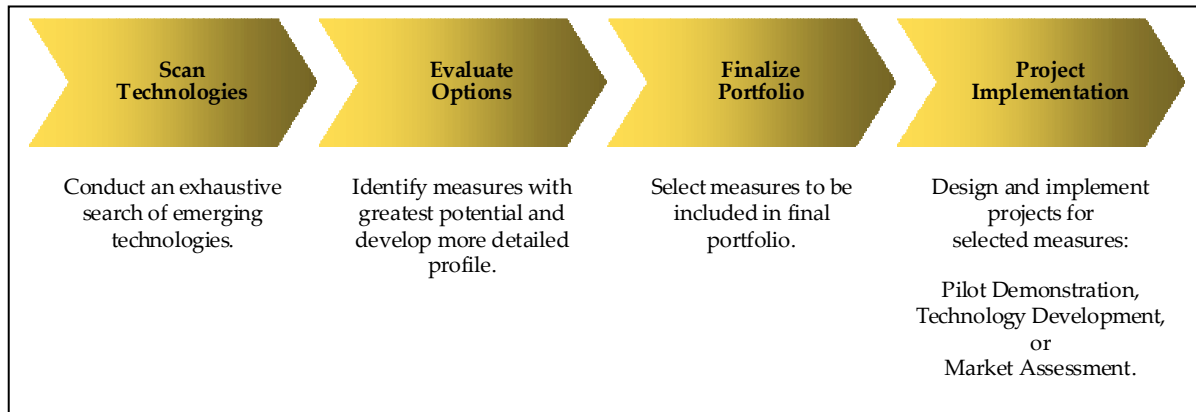 Scan
Technologies
Evaluate
Options
Finalize
Portfolio
Project
Implementation
Conduct an exhaustive
search of emerging
technologies.
Identify measures with
greatest potential and
develop more detailed
profile.
Select measures to be
included in final
portfolio.
Design and implement
projects for
selected measures:
Pilot Demonstration,
Technology Development,
or
Market Assessment.